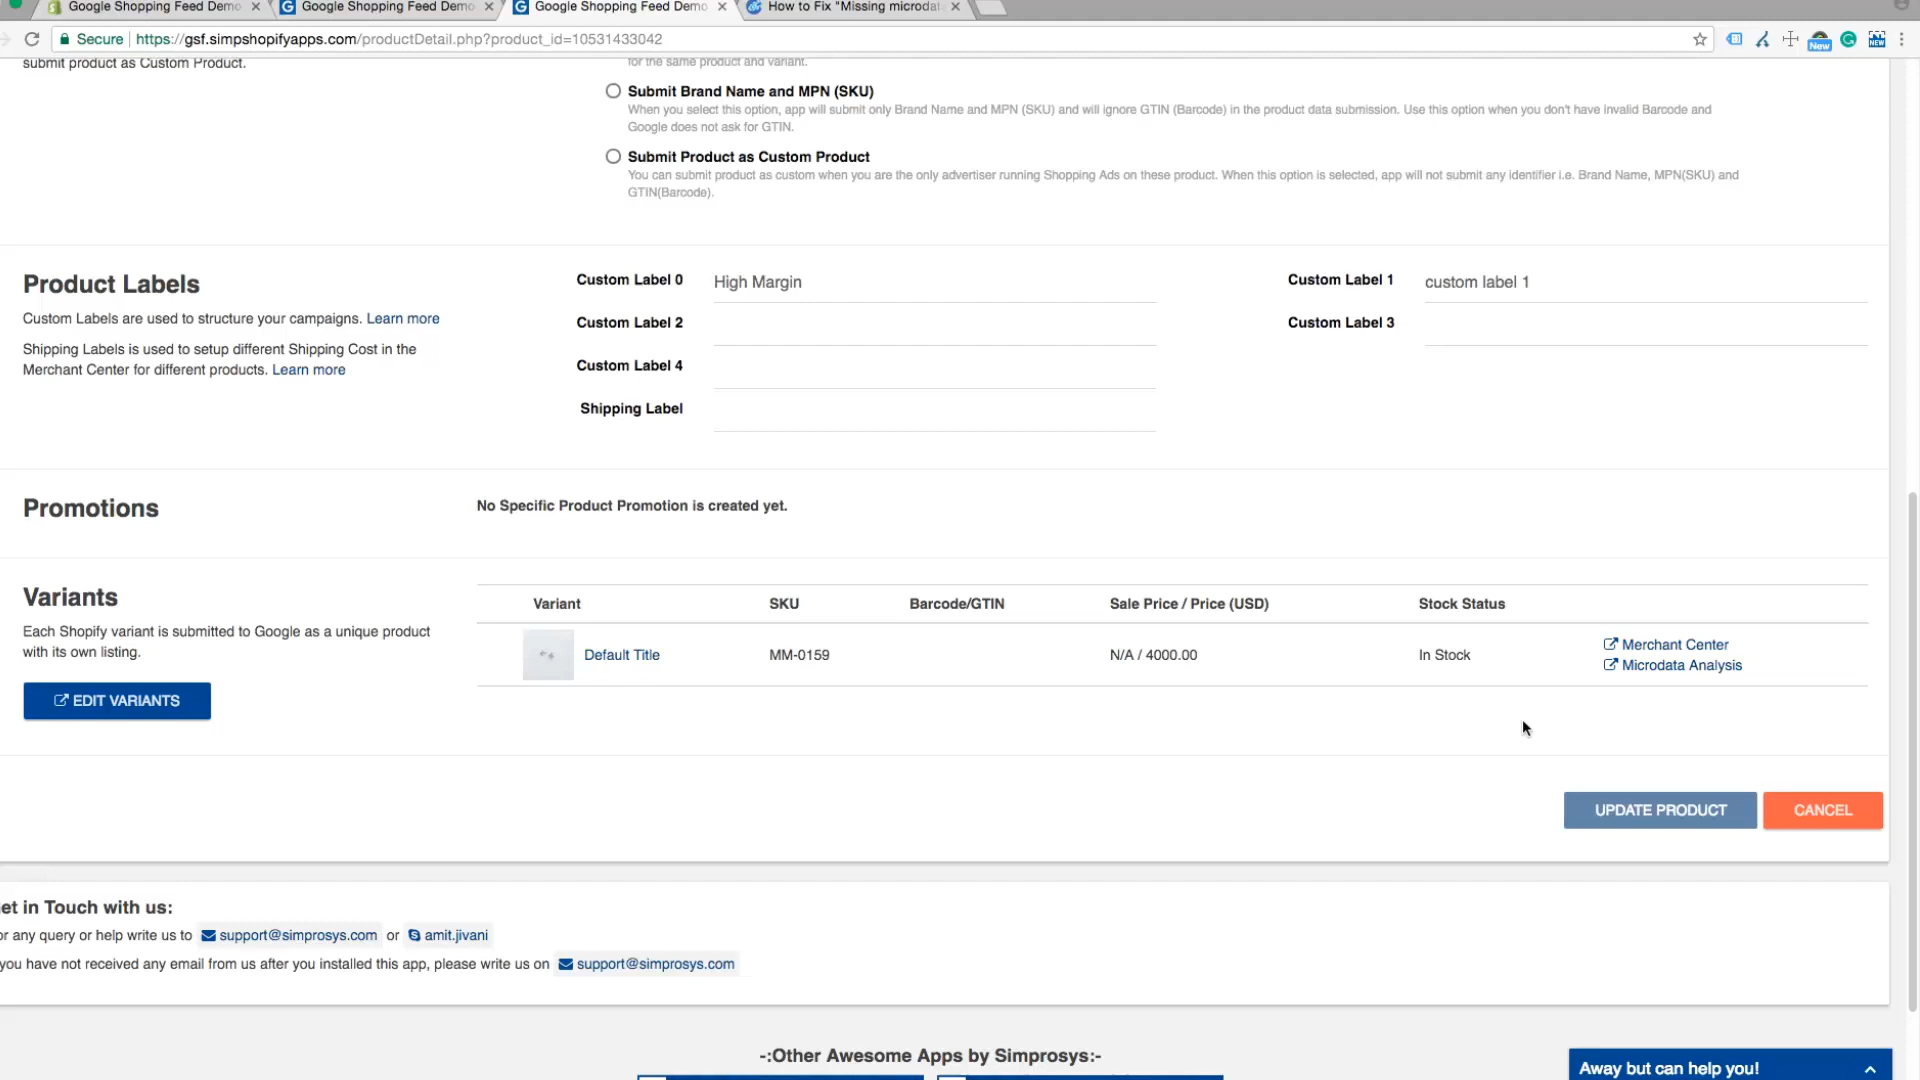 Google Shopping Feed Demo
Google Shopping Feed Demo
Google Shopping Feed Demo
How to Fix "Missing microdat
Secure https://gsf.simpshopifyapps.com/productDetail.php?product_id=10531433042
New
NEW
submit product as Custom Product.
for the same product and variant.
Submit Brand Name and MPN (SKU)
When you select this option, app will submit only Brand Name and MPN (SKU) and will ignore GTIN (Barcode) in the product data submission. Use this option when you don't have invalid Barcode and
Google does not ask for GTIN.
Submit Product as Custom Product
You can submit product as custom when you are the only advertiser running Shopping Ads on these product. When this option is selected, app will not submit any identifier i.e. Brand Name, MPN(SKU) and
GTIN(Barcode).
Product Labels
Custom Labels are used to structure your campaigns. Learn more
Shipping Labels is used to setup different Shipping Cost in the
Merchant Center for different products. Learn more
Custom Label 0 High Margin
Custom Label 1 custom label 1
Custom Label 2
Custom Label 3
Custom Label 4
Shipping Label
Promotions
No Specific Product Promotion is created yet.
Variants
Each Shopify variant is submitted to Google as a unique product
with its own listing.
EDIT VARIANTS
Variant SKU Barcode/GTIN Sale Price / Price (USD) Stock Status
Default Title MM-0159 N/A / 4000.00 In Stock
Merchant Center
Microdata Analysis
UPDATE PRODUCT
CANCEL
et in Touch with us:
or any query or help write us to support@simprosys.com or amit.jivani
you have not received any email from us after you installed this app, please write us on support@simprosys.com
-:Other Awesome Apps by Simprosys:-
Away but can help you!